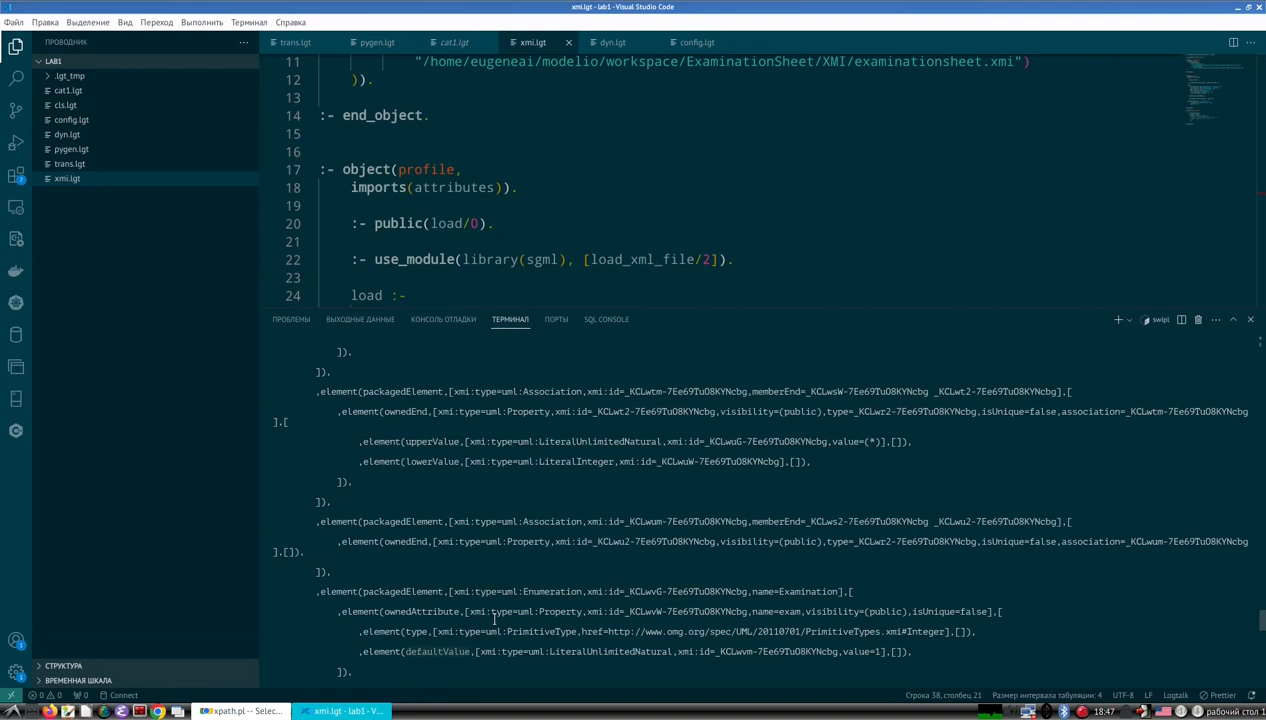 xmi.lgt - lab1 - Visual Studio Code
Файл Правка Выделение Вид Переход Выполнить Терминал Справка
ПРОВОДНИК
trans.lgt pygen.lgt cat1.lgt xmi.lgt dyn.lgt config.lgt
LAB1
.lgt_tmp
cat1.lgt
cls.lgt
config.lgt
dyn.lgt
pygen.lgt
trans.lgt
xmi.lgt
11 "/home/eugeneai/modelio/workspace/ExaminationSheet/XMI/examinationsheet.xmi")
12 )).
13
14 :- end_object.
15
16
17 :- object(profile,
18 imports(attributes)).
19
20 :- public(load/0).
21
22 :- use_module(library(sgml), [load_xml_file/2]).
23
24 load :-
ПРОБЛЕМЫ ВЫХОДНЫЕ ДАННЫЕ КОНСОЛЬ ОТЛАДКИ ТЕРМИНАЛ ПОРТЫ SQL CONSOLE
swipl
]),
]),
,element(packagedElement,[xmi:type=uml:Association,xmi:id=_KCLwtm-7Ee69TuO8KYNcbg,memberEnd=_KCLwsW-7Ee69TuO8KYNcbg _KCLwt2-7Ee69TuO8KYNcbg],[
,element(ownedEnd,[xmi:type=uml:Property,xmi:id=_KCLwt2-7Ee69TuO8KYNcbg,visibility=(public),type=_KCLwr2-7Ee69TuO8KYNcbg,isUnique=false,association=_KCLwtm-7Ee69TuO8KYNcbg
],[
,element(upperValue,[xmi:type=uml:LiteralUnlimitedNatural,xmi:id=_KCLwuG-7Ee69TuO8KYNcbg,value=(*)],[]),
,element(lowerValue,[xmi:type=uml:LiteralInteger,xmi:id=_KCLwuW-7Ee69TuO8KYNcbg],[]),
]),
]),
,element(packagedElement,[xmi:type=uml:Association,xmi:id=_KCLwum-7Ee69TuO8KYNcbg,memberEnd=_KCLws2-7Ee69TuO8KYNcbg _KCLwu2-7Ee69TuO8KYNcbg],[
,element(ownedEnd,[xmi:type=uml:Property,xmi:id=_KCLwu2-7Ee69TuO8KYNcbg,visibility=(public),type=_KCLwr2-7Ee69TuO8KYNcbg,isUnique=false,association=_KCLwum-7Ee69TuO8KYNcbg
],[]),
]),
,element(packagedElement,[xmi:type=uml:Enumeration,xmi:id=_KCLwvG-7Ee69TuO8KYNcbg,name=Examination],[
,element(ownedAttribute,[xmi:type=uml:Property,xmi:id=_KCLwvW-7Ee69TuO8KYNcbg,name=exam,visibility=(public),isUnique=false],[
,element(type,[xmi:type=uml:PrimitiveType,href=http://www.omg.org/spec/UML/20110701/PrimitiveTypes.xmi#Integer],[]),
,element(defaultValue,[xmi:type=uml:LiteralUnlimitedNatural,xmi:id=_KCLwvm-7Ee69TuO8KYNcbg,value=1],[]),
]),
СТРУКТУРА
ВРЕМЕННАЯ ШКАЛА
0 0 0 Connect Строка 38, столбец 21 Размер интервала табуляции: 4 UTF-8 LF Logtalk Prettier
xpath.pl -- Selec... xmi.lgt - lab1 - V... 18:47 рабочий стол 1